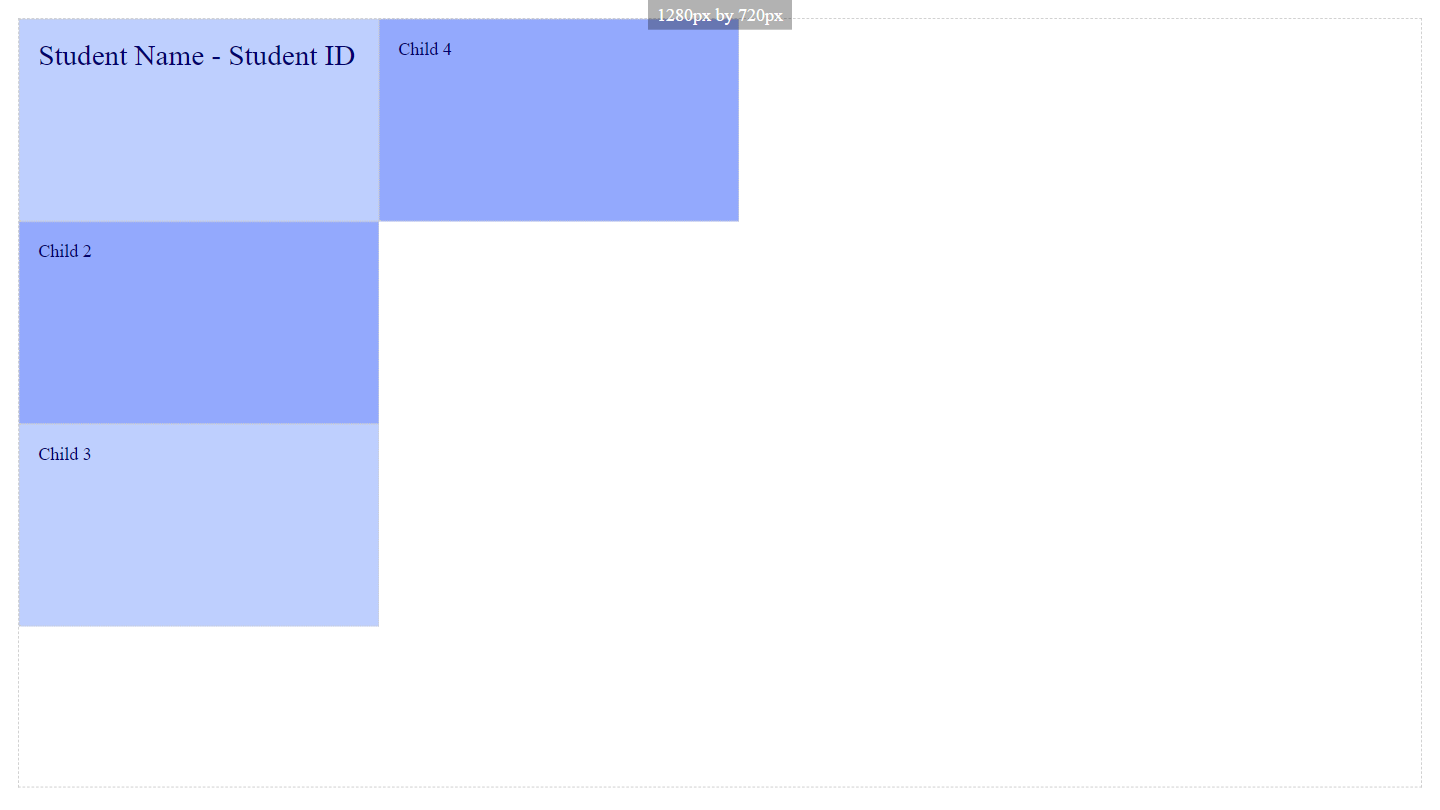 1280px by 720px
Student Name - Student ID
Child 4
Child 2
Child 3